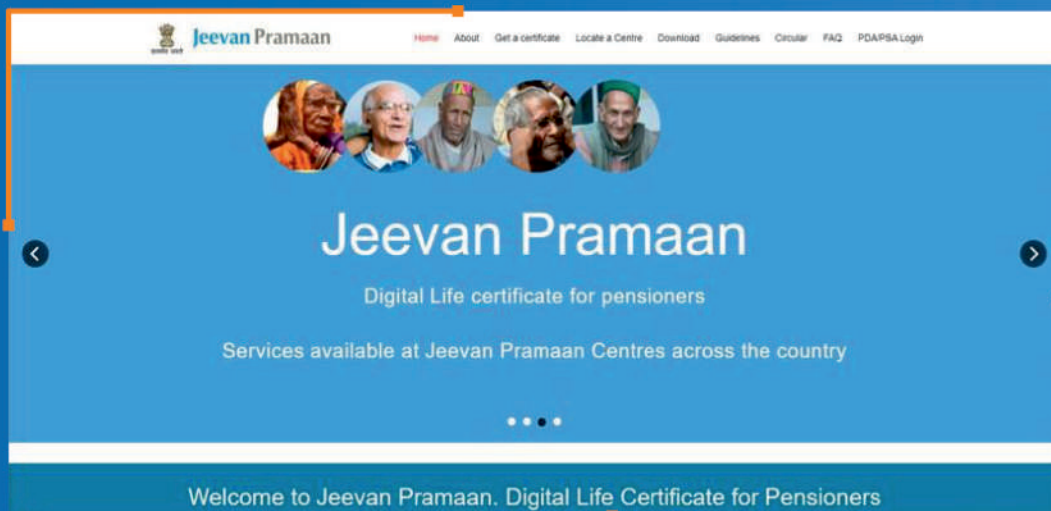 Jeevan Pramaan
Home About Get a certificate Locate a Centre Download Guidelines Circular FAQ PDA/PSA Login
Jeevan Pramaan
Digital Life certificate for pensioners
Services available at Jeevan Pramaan Centres across the country
Welcome to Jeevan Pramaan. Digital Life Certificate for Pensioners